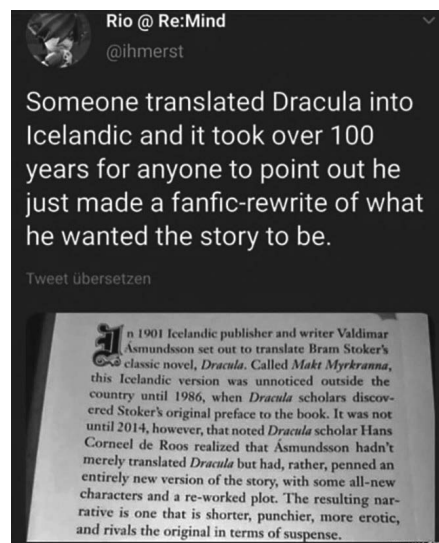 Rio @ Re:Mind
@ihmerst
Someone translated Dracula into
Icelandic and it took over 100
years for anyone to point out he
just made a fanfic-rewrite of what
he wanted the story to be.
Tweet übersetzen
In 1901 Icelandic publisher and writer Valdimar
Ásmundsson set out to translate Bram Stoker's
classic novel, Dracula. Called Makt Myrkranna,
this Icelandic version was unnoticed outside the
country until 1986, when Dracula scholars discov-
ered Stoker's original preface to the book. It was not
until 2014, however, that noted Dracula scholar Hans
Corneel de Roos realized that Ásmundsson hadn't
merely translated Dracula but had, rather, penned an
entirely new version of the story, with some all-new
characters and a re-worked plot. The resulting nar-
rative is one that is shorter, punchier, more erotic,
and rivals the original in terms of suspense.